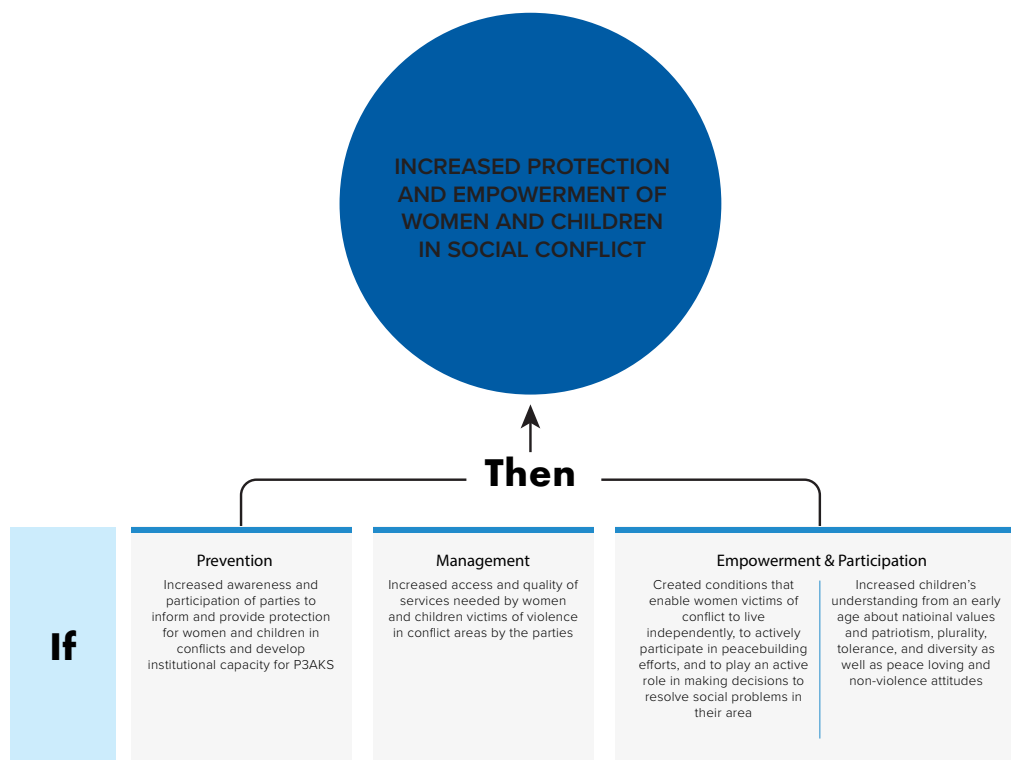 INCREASED PROTECTION
AND EMPOWERMENT OF
WOMEN AND CHILDREN
IN SOCIAL CONFLICT
Then
If
Prevention
Increased awareness and
participation of parties to
inform and provide protection
for women and children in
conflicts and develop
institutional capacity for P3AKS
Management
Increased access and quality of
services needed by women
and children victims of violence
in conflict areas by the parties
Empowerment & Participation
Created conditions that
enable women victims of
conflict to live
independently, to actively
participate in peacebuilding
efforts, and to play an active
role in making decisions to
resolve social problems in
their area
Increased children’s
understanding from an early
age about natioinal values
and patriotism, plurality,
tolerance, and diversity as
well as peace loving and
non-violence attitudes